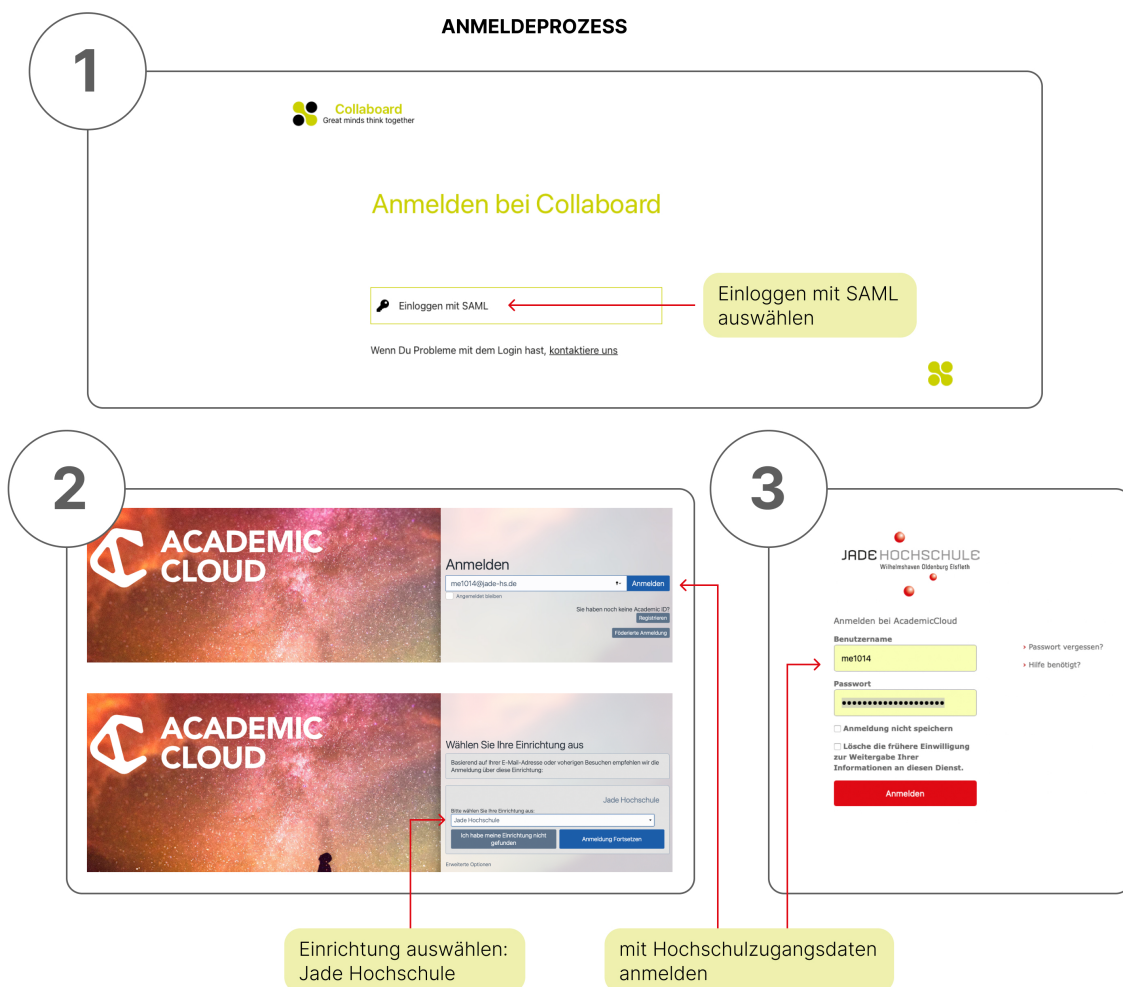 ANMELDEPROZESS
1
Collaboard
Great minds think together
Anmelden bei Collaboard
Einloggen mit SAML
Einloggen mit SAML
auswählen
Wenn Du Probleme mit dem Login hast, kontaktiere uns
2
ACADEMIC
CLOUD
Anmelden
me1014@jade-hs.de
Anmelden
Angemeldet bleiben
Sie haben noch keine Academic ID?
Registrieren
Föderierte Anmeldung
ACADEMIC
CLOUD
Wählen Sie Ihre Einrichtung aus
Basierend auf Ihrer E-Mail-Adresse oder vorherigen Besuchen empfehlen wir die
Anmeldung über diese Einrichtung:
Jade Hochschule
Bitte wählen Sie Ihre Einrichtung aus:
Jade Hochschule
Ich habe meine Einrichtung nicht
gefunden
Anmeldung Fortsetzen
Erweiterte Optionen
Einrichtung auswählen:
Jade Hochschule
3
JADE HOCHSCHULE
Wilhelmshaven Oldenburg Elsfleth
Anmelden bei AcademicCloud
Benutzername
me1014
› Passwort vergessen?
› Hilfe benötigt?
Passwort
Anmeldung nicht speichern
Lösche die frühere Einwilligung
zur Weitergabe Ihrer
Informationen an diesen Dienst.
Anmelden
mit Hochschulzugangsdaten
anmelden